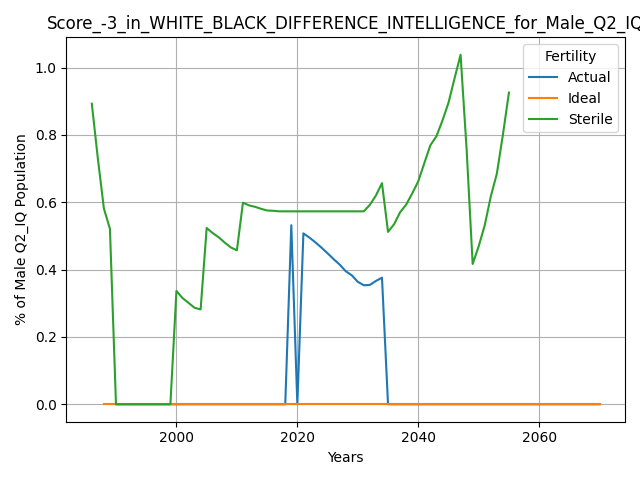 Score_-3_in_WHITE_BLACK_DIFFERENCE_INTELLIGENCE_for_Male_Q2_IQ
Fertility
Actual
Ideal
Sterile
% of Male Q2_IQ Population
1.0
0.8
0.6
0.4
0.2
0.0
2000
2020
2040
2060
Years